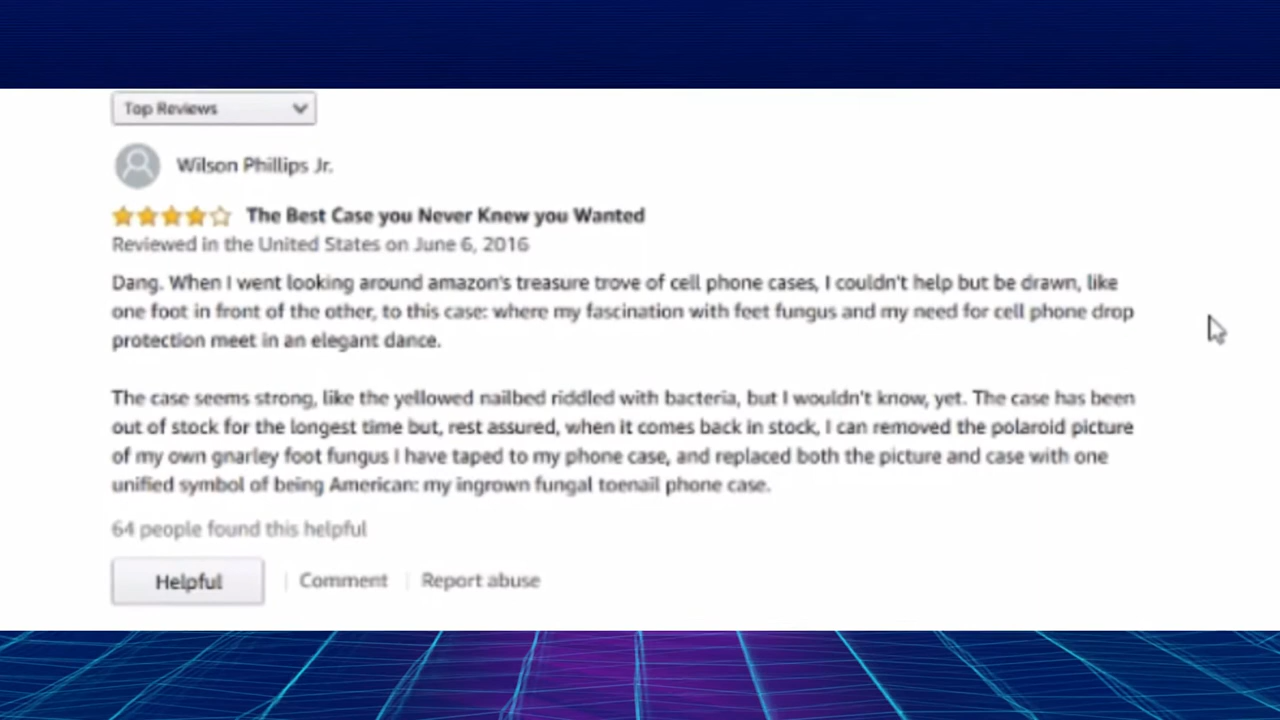 Top Reviews
Wilson Phillips Jr.
The Best Case you Never Knew you Wanted
Reviewed in the United States on June 6, 2016
Dang. When I went looking around amazon's treasure trove of cell phone cases, I couldn't help but be drawn, like
one foot in front of the other, to this case: where my fascination with feet fungus and my need for cell phone drop
protection meet in an elegant dance.
The case seems strong, like the yellowed nailbed riddled with bacteria, but I wouldn't know, yet. The case has been
out of stock for the longest time but, rest assured, when it comes back in stock, I can removed the polaroid picture
of my own gnarley foot fungus I have taped to my phone case, and replaced both the picture and case with one
unified symbol of being American: my ingrown fungal toenail phone case.
64 people found this helpful
Helpful
Comment
Report abuse